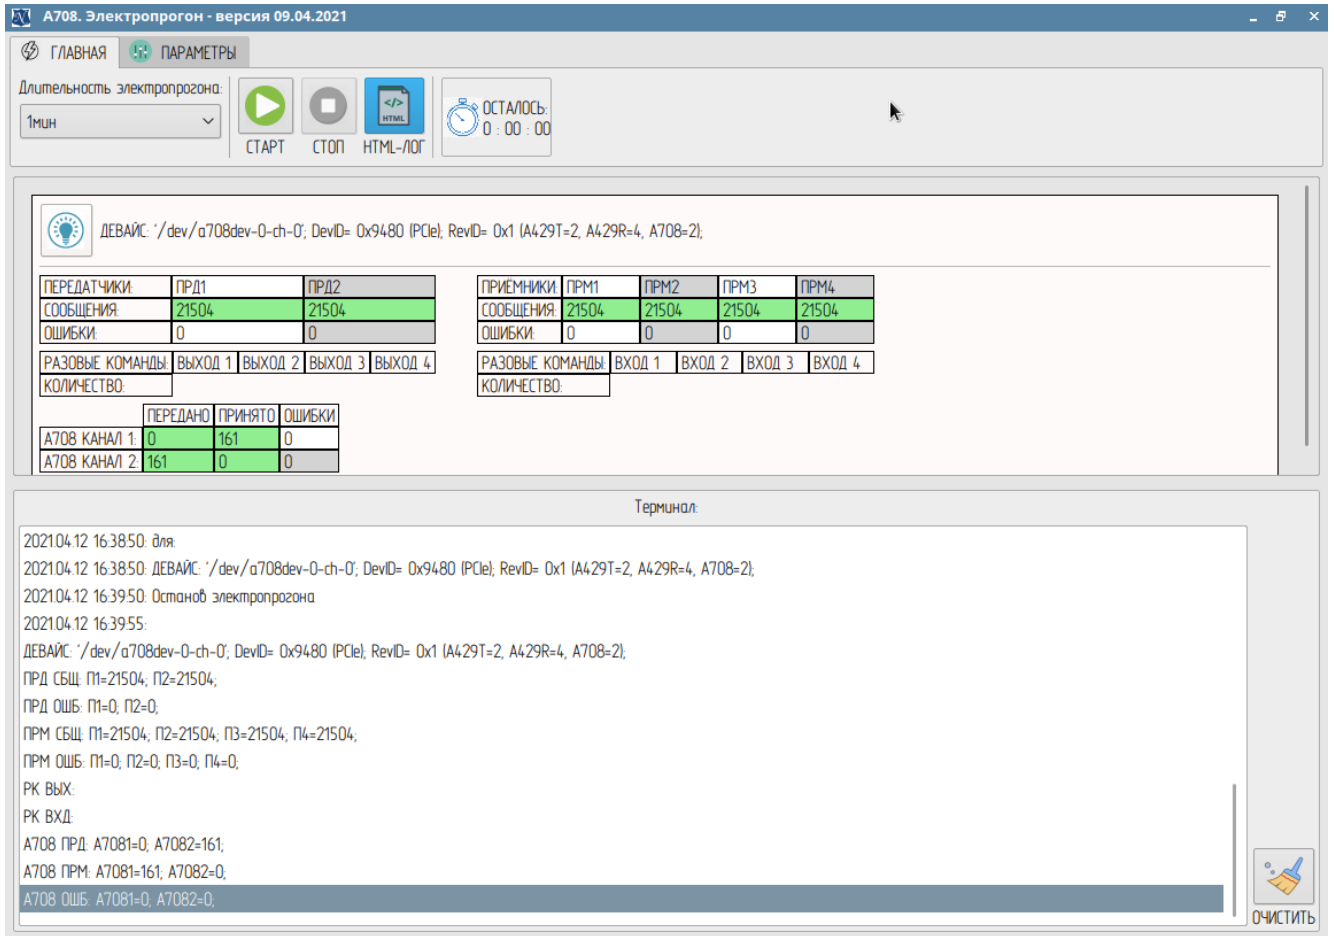 А708. Электропрогон - версия 09.04.2021
ГЛАВНАЯ ПАРАМЕТРЫ
Длительность электропрогона:
1мин
СТАРТ СТОП HTML-ЛОГ
</>
HTML
ОСТАЛОСЬ:
0 : 00 : 00
ДЕВАЙС: '/dev/a708dev-0-ch-0'; DevID= 0x9480 (PCIe); RevID= 0x1 (A429T=2, A429R=4, A708=2);
ПЕРЕДАТЧИКИ: ПРД1 ПРД2
СООБЩЕНИЯ: 21504 21504
ОШИБКИ: 0 0
РАЗОВЫЕ КОМАНДЫ: ВЫХОД 1 ВЫХОД 2 ВЫХОД 3 ВЫХОД 4
КОЛИЧЕСТВО:
ПРИЁМНИКИ: ПРМ1 ПРМ2 ПРМ3 ПРМ4
СООБЩЕНИЯ: 21504 21504 21504 21504
ОШИБКИ: 0 0 0 0
РАЗОВЫЕ КОМАНДЫ: ВХОД 1 ВХОД 2 ВХОД 3 ВХОД 4
КОЛИЧЕСТВО:
ПЕРЕДАНО ПРИНЯТО ОШИБКИ
А708 КАНАЛ 1: 0 161 0
А708 КАНАЛ 2: 161 0 0
Терминал:
2021.04.12 16:38:50: для:
2021.04.12 16:38:50: ДЕВАЙС: '/dev/a708dev-0-ch-0'; DevID= 0x9480 (PCIe); RevID= 0x1 (A429T=2, A429R=4, A708=2);
2021.04.12 16:39:50: Останов электропрогона
2021.04.12 16:39:55:
ДЕВАЙС: '/dev/a708dev-0-ch-0'; DevID= 0x9480 (PCIe); RevID= 0x1 (A429T=2, A429R=4, A708=2);
ПРД СБЩ: П1=21504; П2=21504;
ПРД ОШБ: П1=0; П2=0;
ПРМ СБЩ: П1=21504; П2=21504; П3=21504; П4=21504;
ПРМ ОШБ: П1=0; П2=0; П3=0; П4=0;
РК ВЫХ:
РК ВХД:
А708 ПРД: А7081=0; А7082=161;
А708 ПРМ: А7081=161; А7082=0;
А708 ОШБ: А7081=0; А7082=0;
ОЧИСТИТЬ